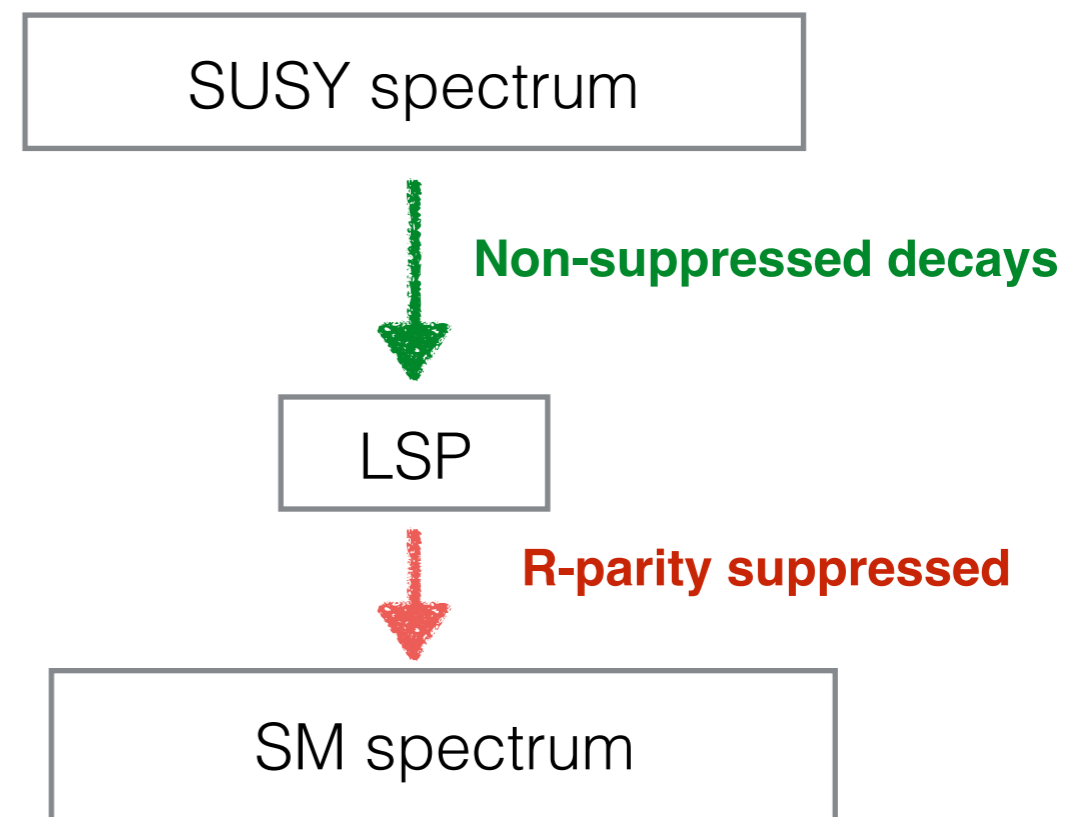 SUSY spectrum
Non-suppressed decays
LSP
R-parity suppressed
SM spectrum